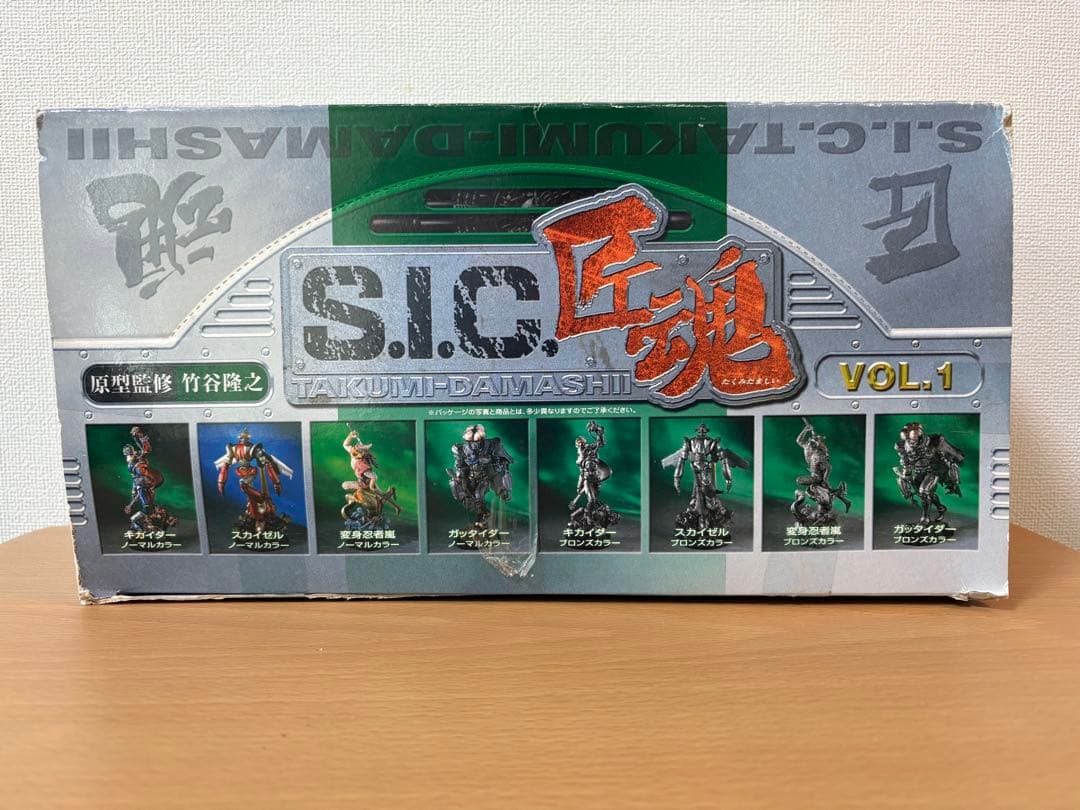 S.I.C.TAKUMI-DAMASHII
匠魂
S.I.C.匠魂
TAKUMI-DAMASHII
たくみだましい
原型監修 竹谷隆之
VOL.1
※パッケージの写真と商品とは、多少異なりますのでご了承ください。
キカイダー
ノーマルカラー
スカイゼル
ノーマルカラー
変身忍者嵐
ノーマルカラー
ガッタイダー
ノーマルカラー
キカイダー
ブロンズカラー
スカイゼル
ブロンズカラー
変身忍者嵐
ブロンズカラー
ガッタイダー
ブロンズカラー